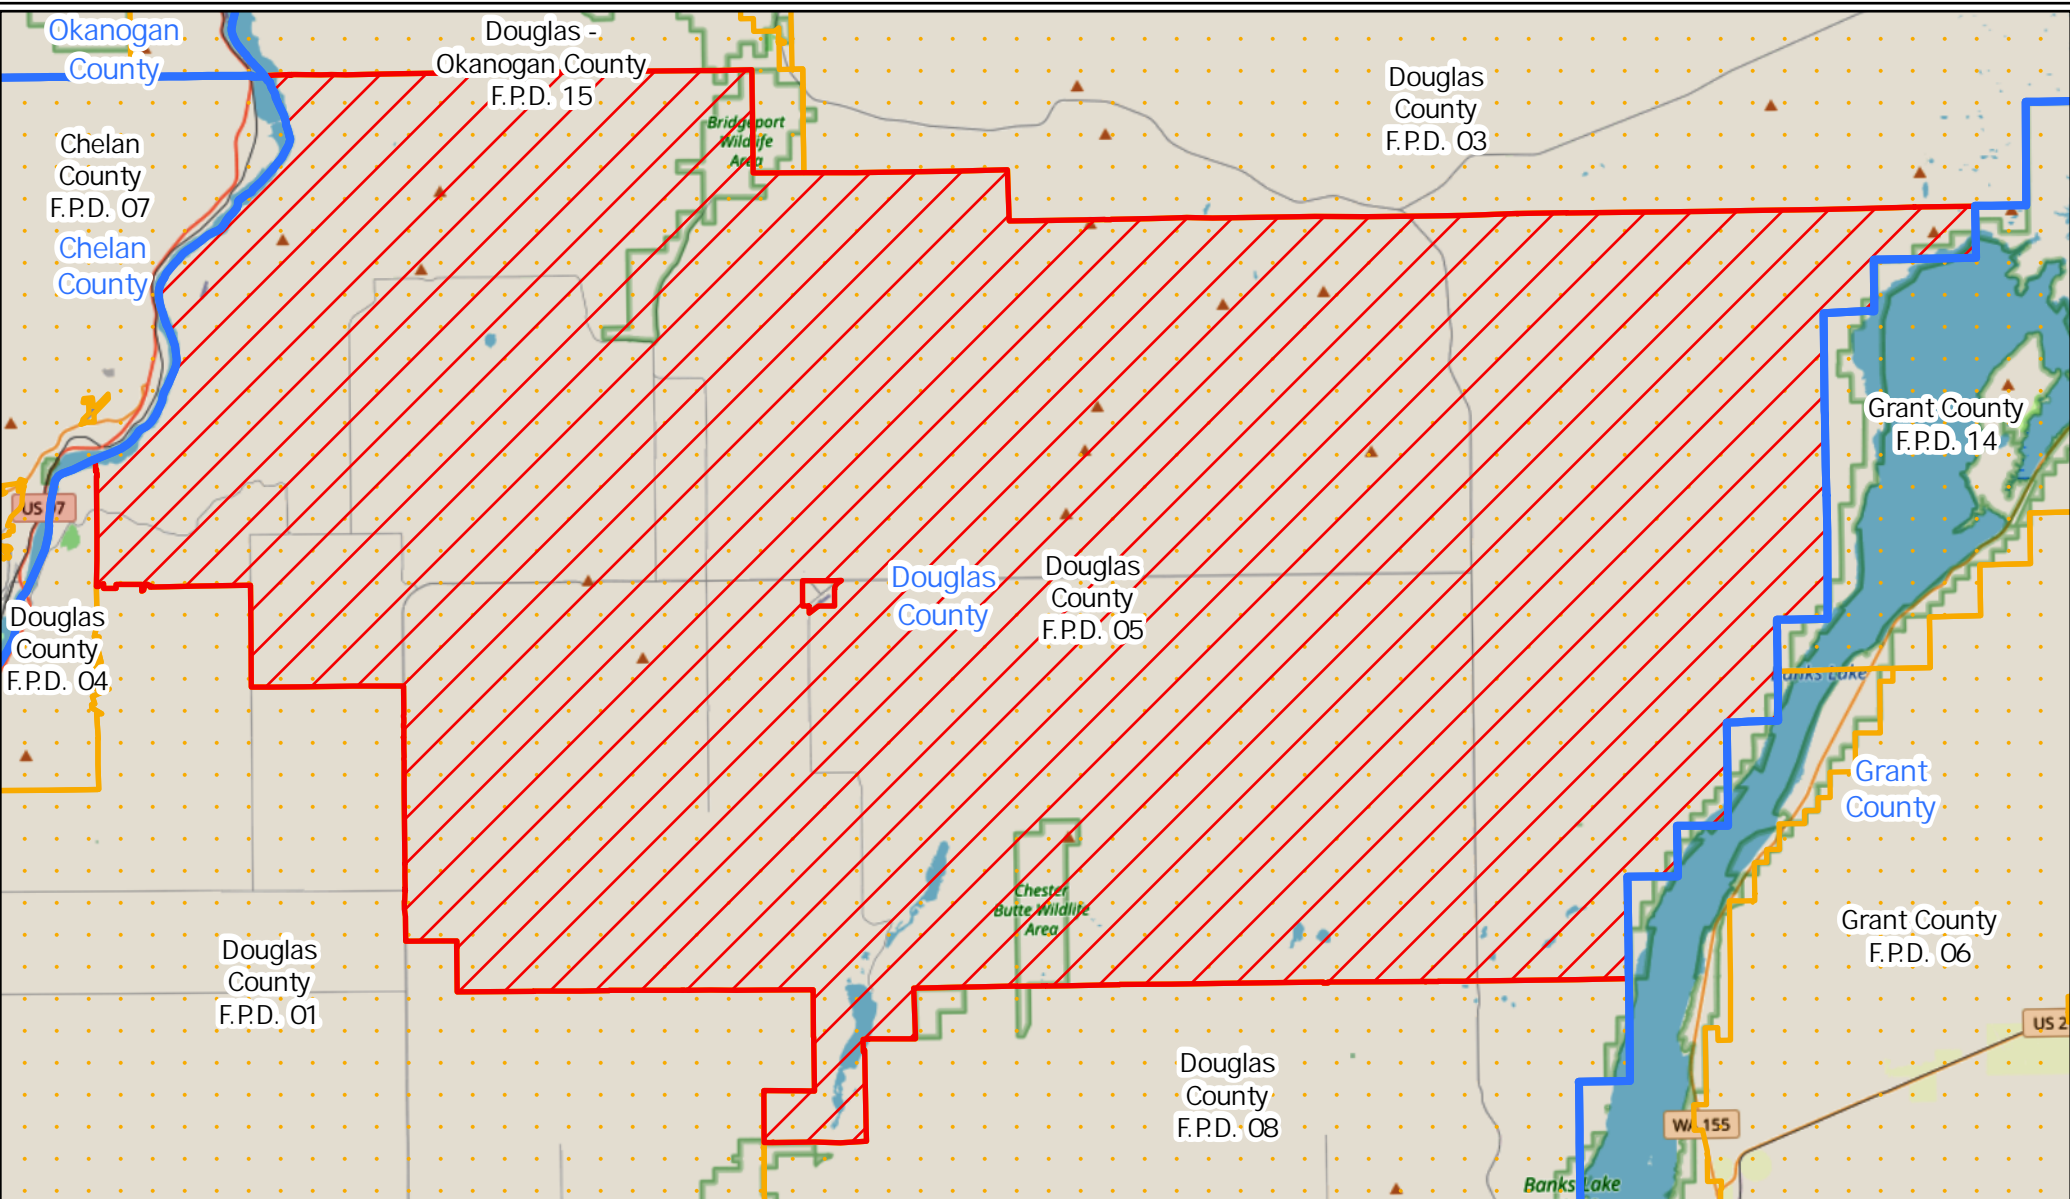 Okanogan
County
Douglas -
Okanogan County
F.P.D. 15
Douglas
County
F.P.D. 03
Chelan
County
F.P.D. 07
Chelan
County
Bridgeport
Wildlife
Area
Grant County
F.P.D. 14
US 97
Douglas
County
F.P.D. 04
Douglas
County
Douglas
County
F.P.D. 05
Banks Lake
Grant
County
Chester
Butte Wildlife
Area
Grant County
F.P.D. 06
Douglas
County
F.P.D. 01
US 2
Douglas
County
F.P.D. 08
WA 155
Banks Lake